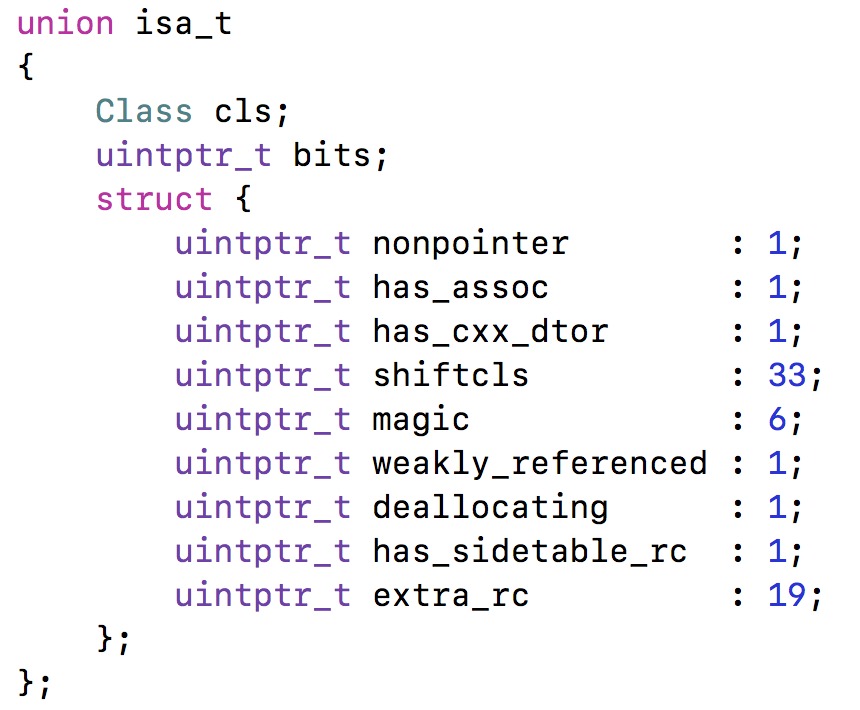 union isa_t
{
    Class cls;
    uintptr_t bits;
    struct {
        uintptr_t nonpointer        : 1;
        uintptr_t has_assoc         : 1;
        uintptr_t has_cxx_dtor      : 1;
        uintptr_t shiftcls          : 33;
        uintptr_t magic             : 6;
        uintptr_t weakly_referenced : 1;
        uintptr_t deallocating      : 1;
        uintptr_t has_sidetable_rc  : 1;
        uintptr_t extra_rc          : 19;
    };
};